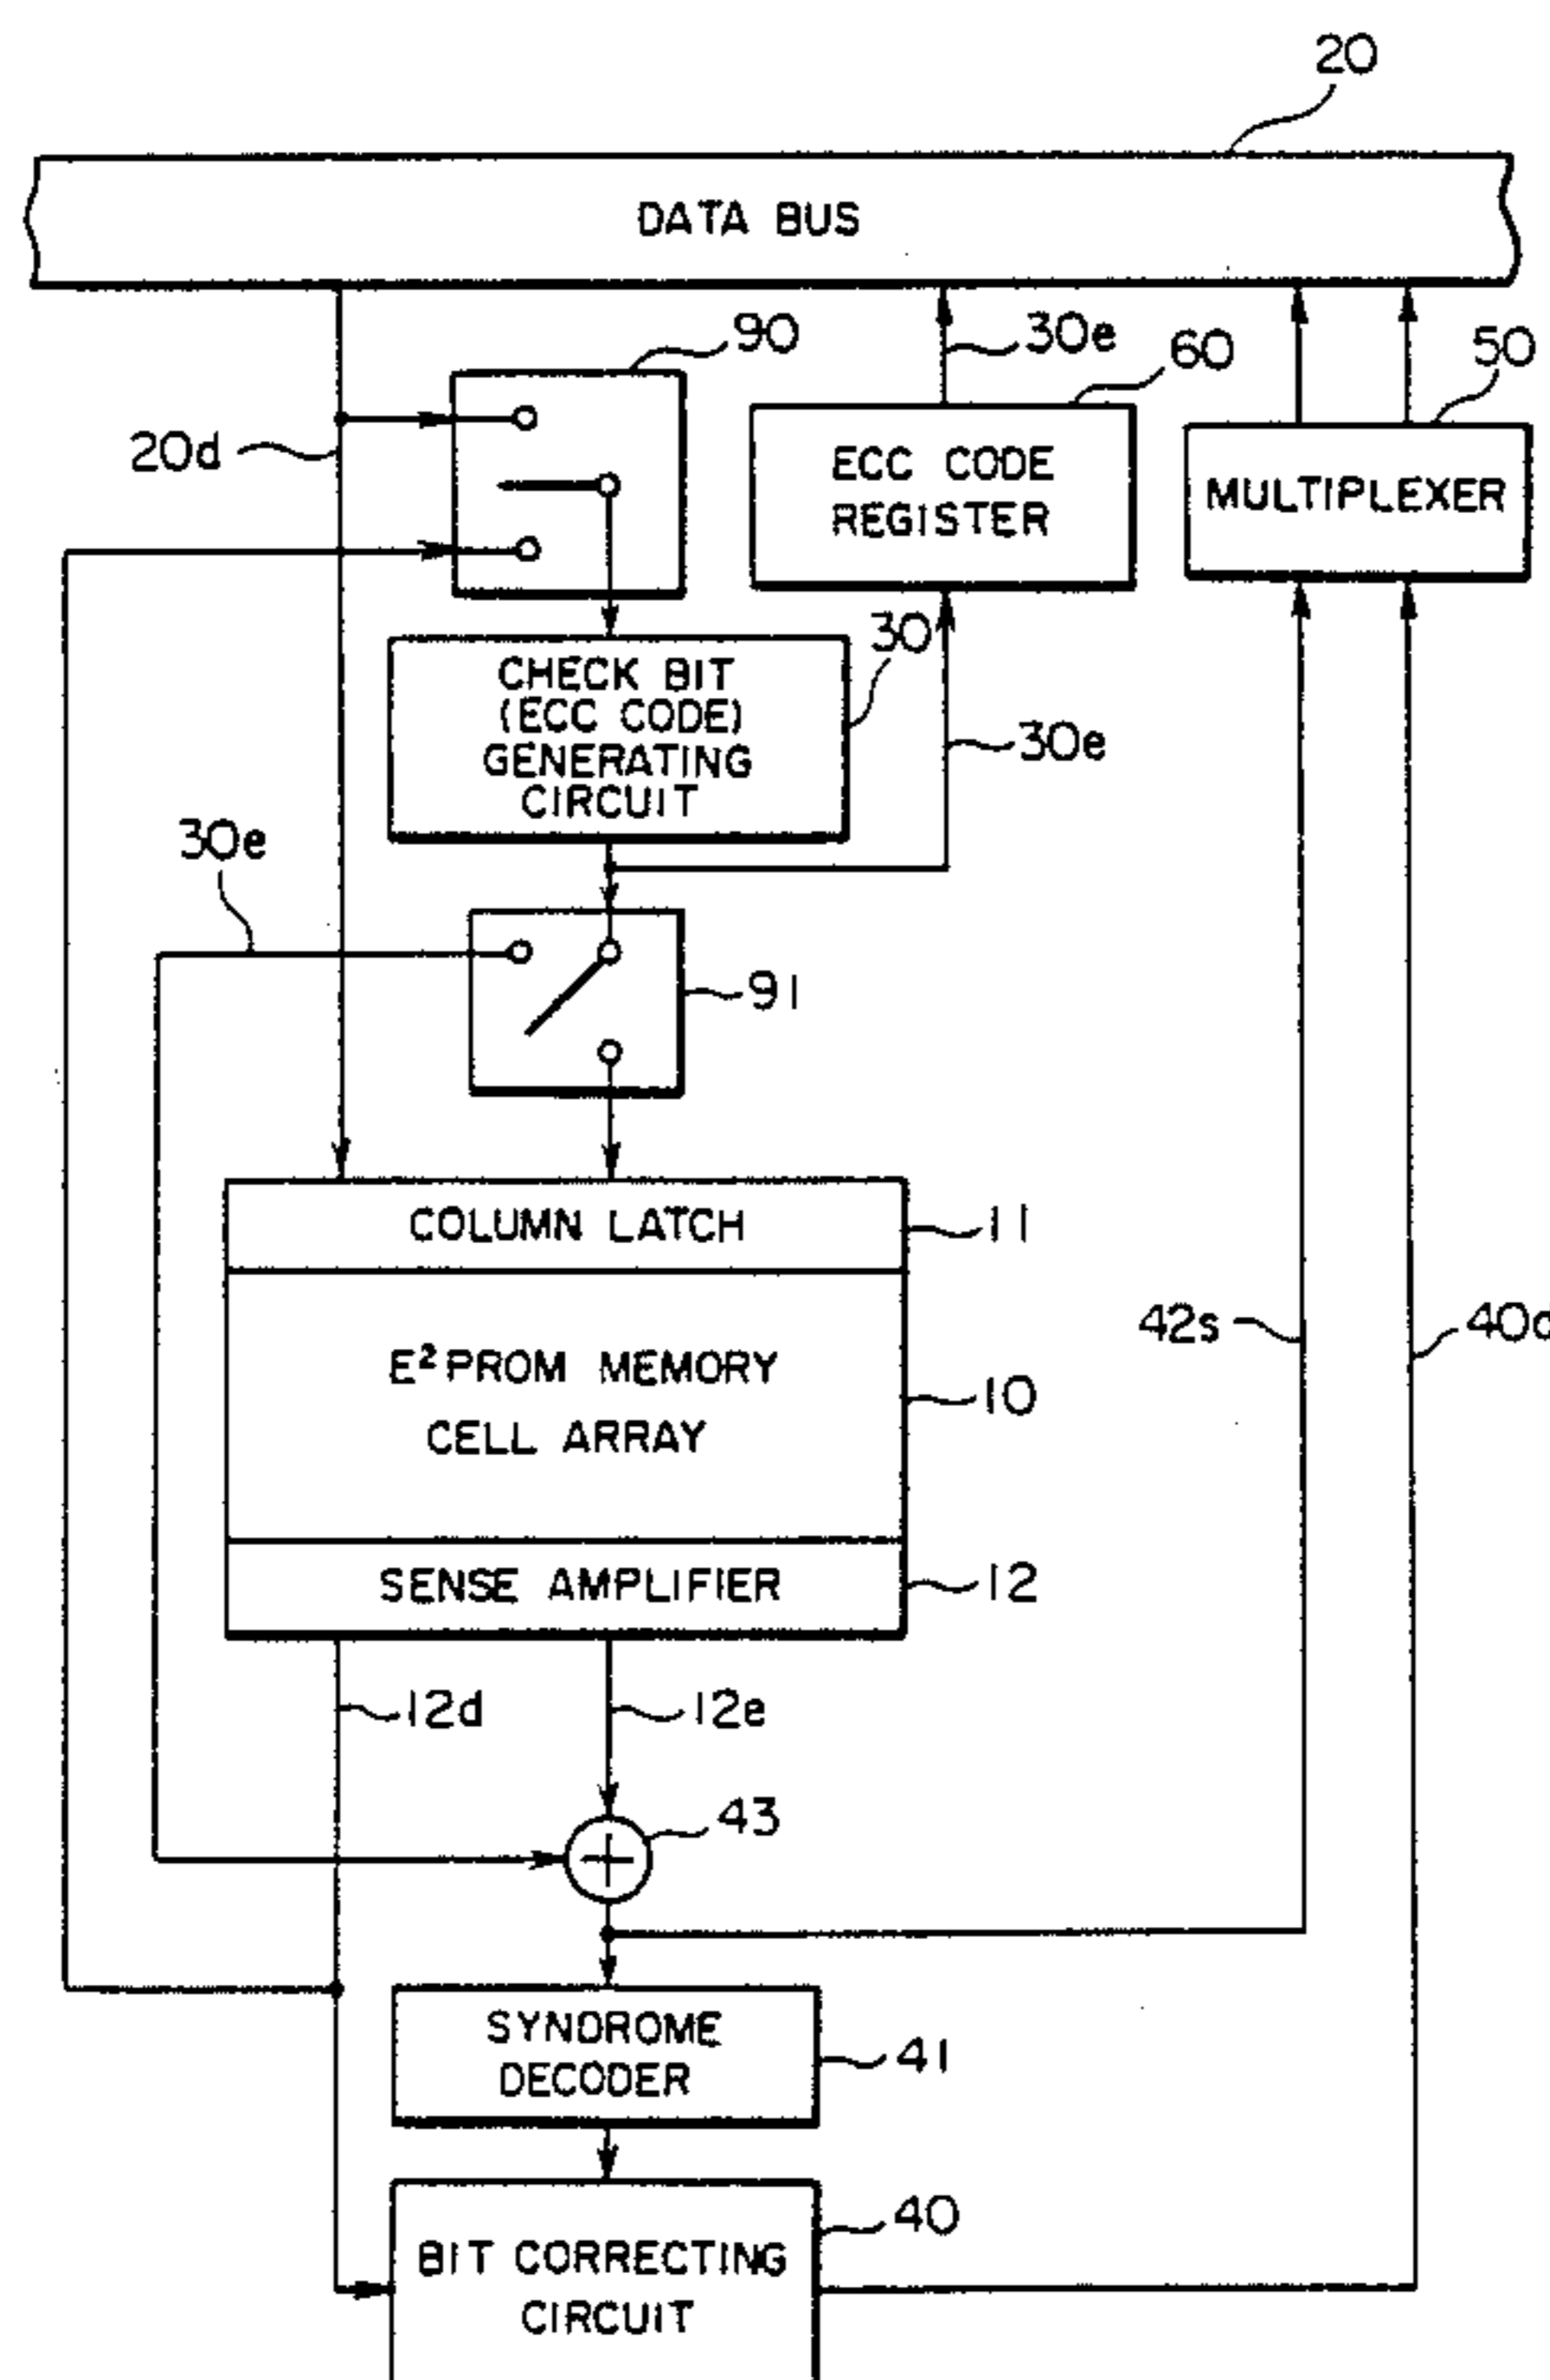 20
DATA BUS
90
30e
60
50
20d
ECC CODE
REGISTER
MULTIPLEXER
30
CHECK BIT
(ECC CODE)
GENERATING
CIRCUIT
30e
30e
91
COLUMN LATCH
11
42s
E²PROM MEMORY
CELL ARRAY
10
SENSE AMPLIFIER
12
12d
12e
43
SYNDROME
DECODER
41
40
BIT CORRECTING
CIRCUIT